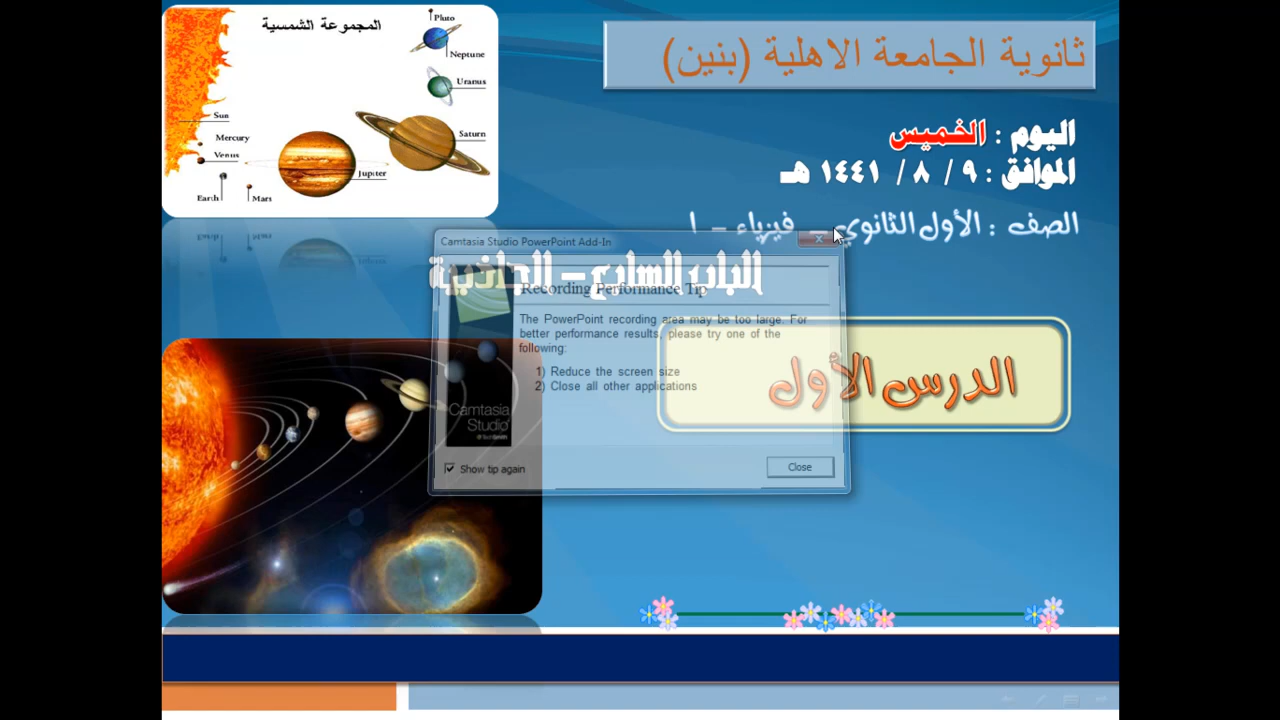 ثانوية الجامعة الاهلية (بنين)
اليوم : الخميس
الموافق : ٩ / ٨ / ١٤٤١ هـ
الصف : الأول الثانوي – فيزياء – ١
الباب السابع – الجاذبية
الدرس الأول
المجموعة الشمسية
Pluto
Neptune
Uranus
Saturn
Jupiter
Sun
Mercury
Venus
Earth
Mars
Camtasia Studio PowerPoint Add-In
Recording Performance Tip
The PowerPoint recording area may be too large. For
better performance results, please try one of the
following:
1) Reduce the screen size
2) Close all other applications
Camtasia
Studio
Show tip again
Close